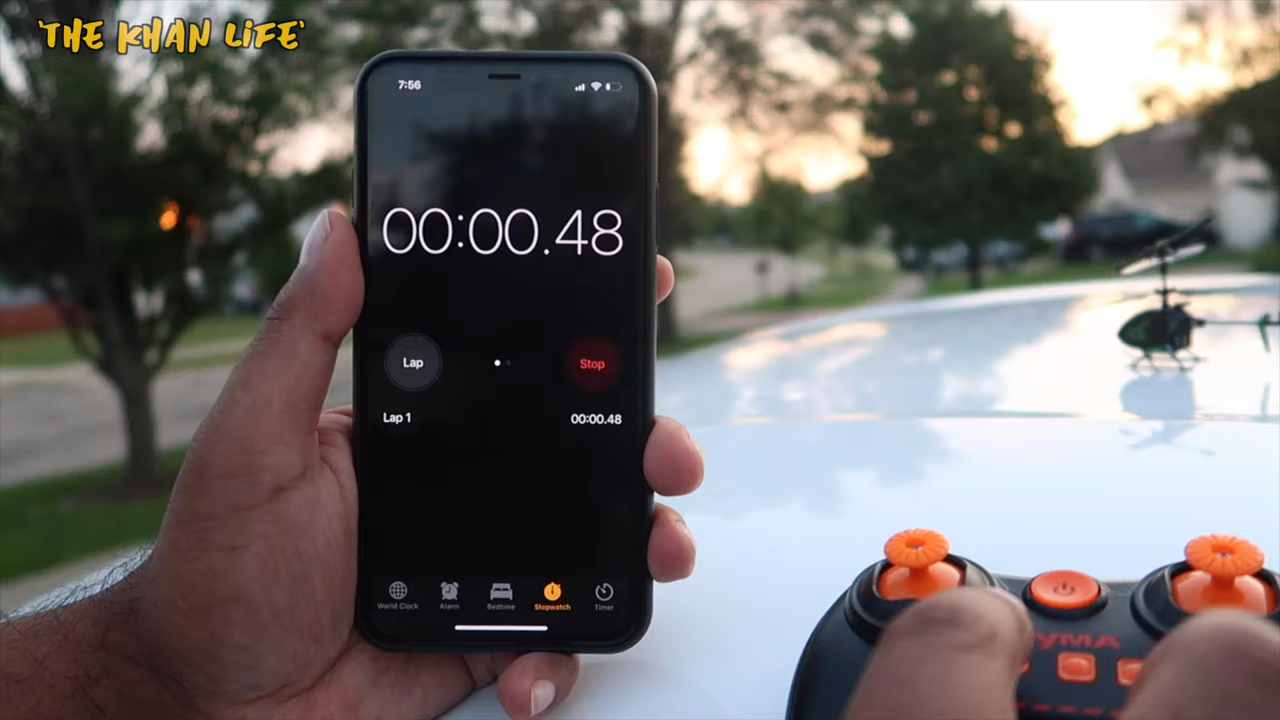 'THE KHAN LIFE'
7:56
00:00.48
Lap
Stop
Lap 1 00:00.48
World Clock Alarm Bedtime Stopwatch Timer
SYMA